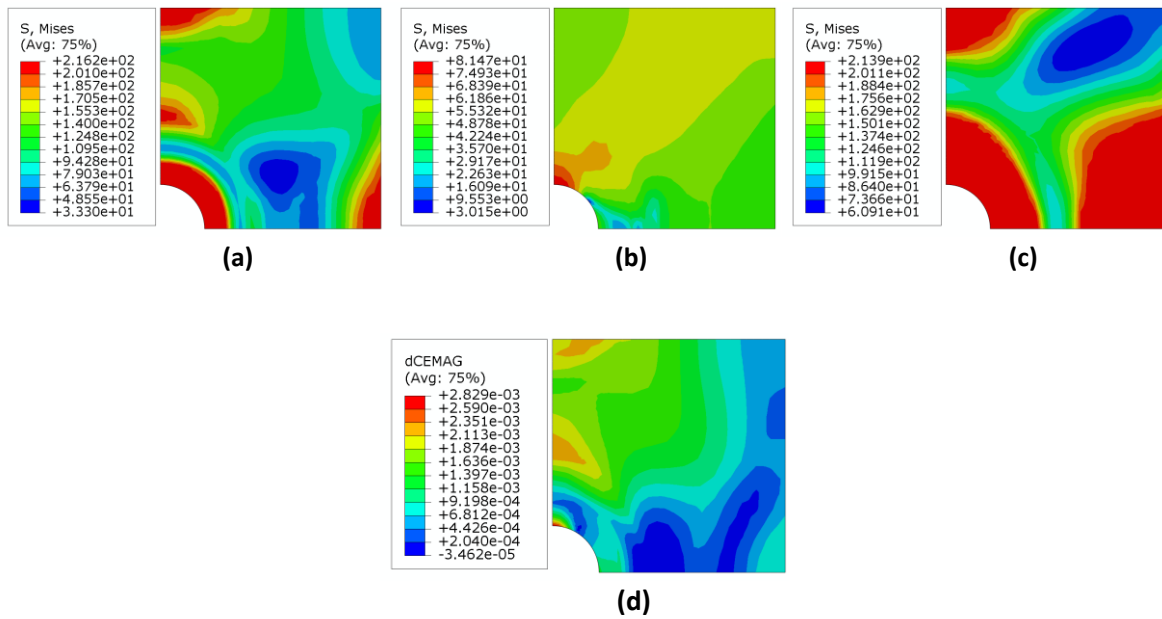 S, Mises
(Avg: 75%)
+2.162e+02
+2.010e+02
+1.857e+02
+1.705e+02
+1.553e+02
+1.400e+02
+1.248e+02
+1.095e+02
+9.428e+01
+7.903e+01
+6.379e+01
+4.855e+01
+3.330e+01
(a)
S, Mises
(Avg: 75%)
+8.147e+01
+7.493e+01
+6.839e+01
+6.186e+01
+5.532e+01
+4.878e+01
+4.224e+01
+3.570e+01
+2.917e+01
+2.263e+01
+1.609e+01
+9.553e+00
+3.015e+00
(b)
S, Mises
(Avg: 75%)
+2.139e+02
+2.011e+02
+1.884e+02
+1.756e+02
+1.629e+02
+1.501e+02
+1.374e+02
+1.246e+02
+1.119e+02
+9.915e+01
+8.640e+01
+7.366e+01
+6.091e+01
(c)
dCEMAG
(Avg: 75%)
+2.829e-03
+2.590e-03
+2.351e-03
+2.113e-03
+1.874e-03
+1.636e-03
+1.397e-03
+1.158e-03
+9.198e-04
+6.812e-04
+4.426e-04
+2.040e-04
-3.462e-05
(d)